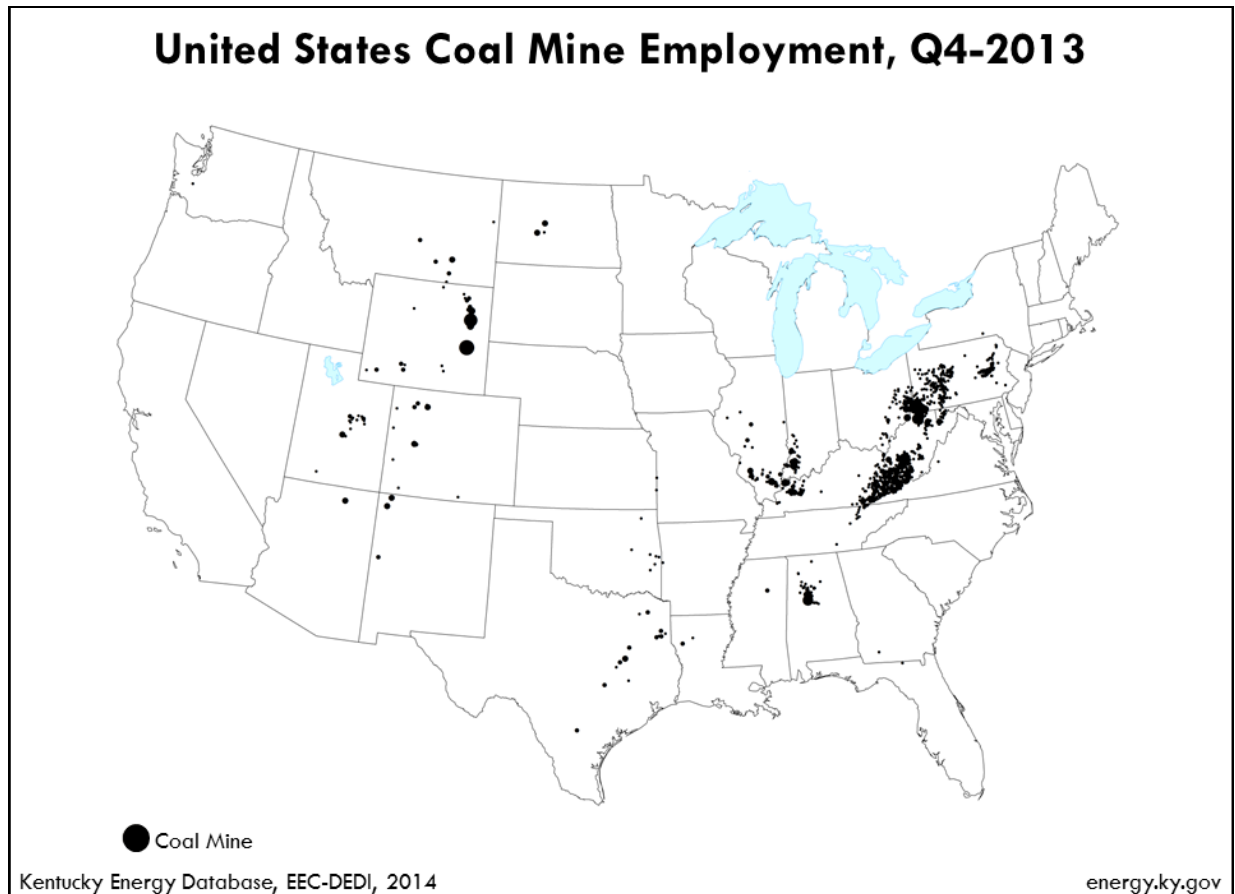 United States Coal Mine Employment, Q4-2013
Coal Mine
Kentucky Energy Database, EEC-DEDI, 2014
energy.ky.gov